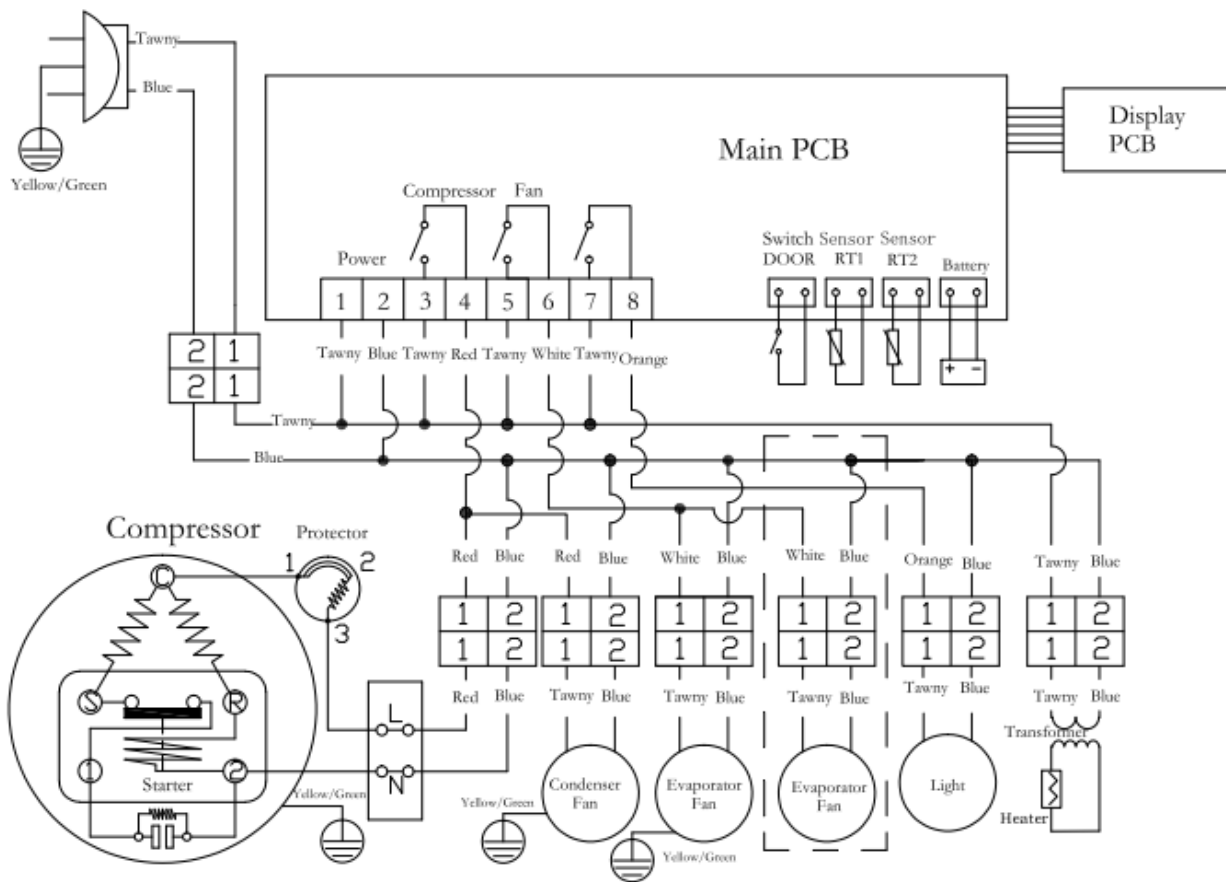 Tawny
Blue
Yellow/Green
Main PCB
Display
PCB
Compressor Fan
Power
1 2 3 4 5 6 7 8
Switch Sensor Sensor
DOOR RT1 RT2 Battery
+ -
Tawny Blue Tawny Red Tawny White Tawny Orange
2 1
2 1
Tawny
Blue
Compressor
Protector
1 2
3
C
S R
1 2
Starter
Yellow/Green
L
N
Red Blue Red Blue White Blue White Blue Orange Blue Tawny Blue
1 2 1 2 1 2 1 2 1 2 1 2
1 2 1 2 1 2 1 2 1 2 1 2
Red Blue Tawny Blue Tawny Blue Tawny Blue Tawny Blue Tawny Blue
Transformer
Condenser
Fan
Evaporator
Fan
Evaporator
Fan
Light
Heater
Yellow/Green
Yellow/Green